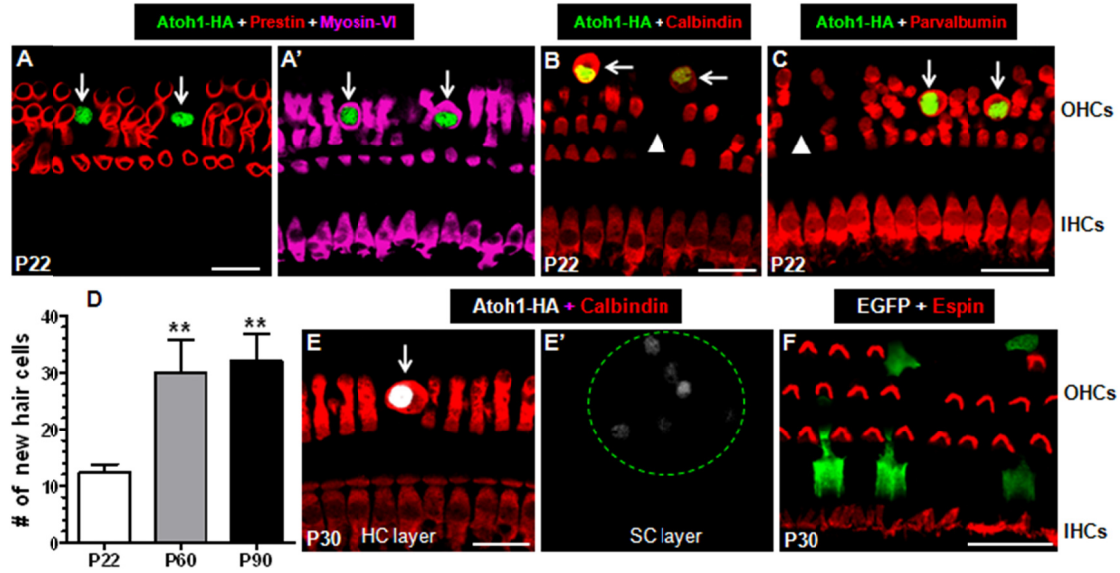 Atoh1-HA + Prestin + Myosin-VI
Atoh1-HA + Calbindin
Atoh1-HA + Parvalbumin
A
P22
A'
B
P22
C
P22
OHCs
IHCs
D
# of new hair cells
40
30
20
10
0
**
**
P22
P60
P90
Atoh1-HA + Calbindin
EGFP + Espin
E
P30
HC layer
E'
SC layer
F
P30
OHCs
IHCs